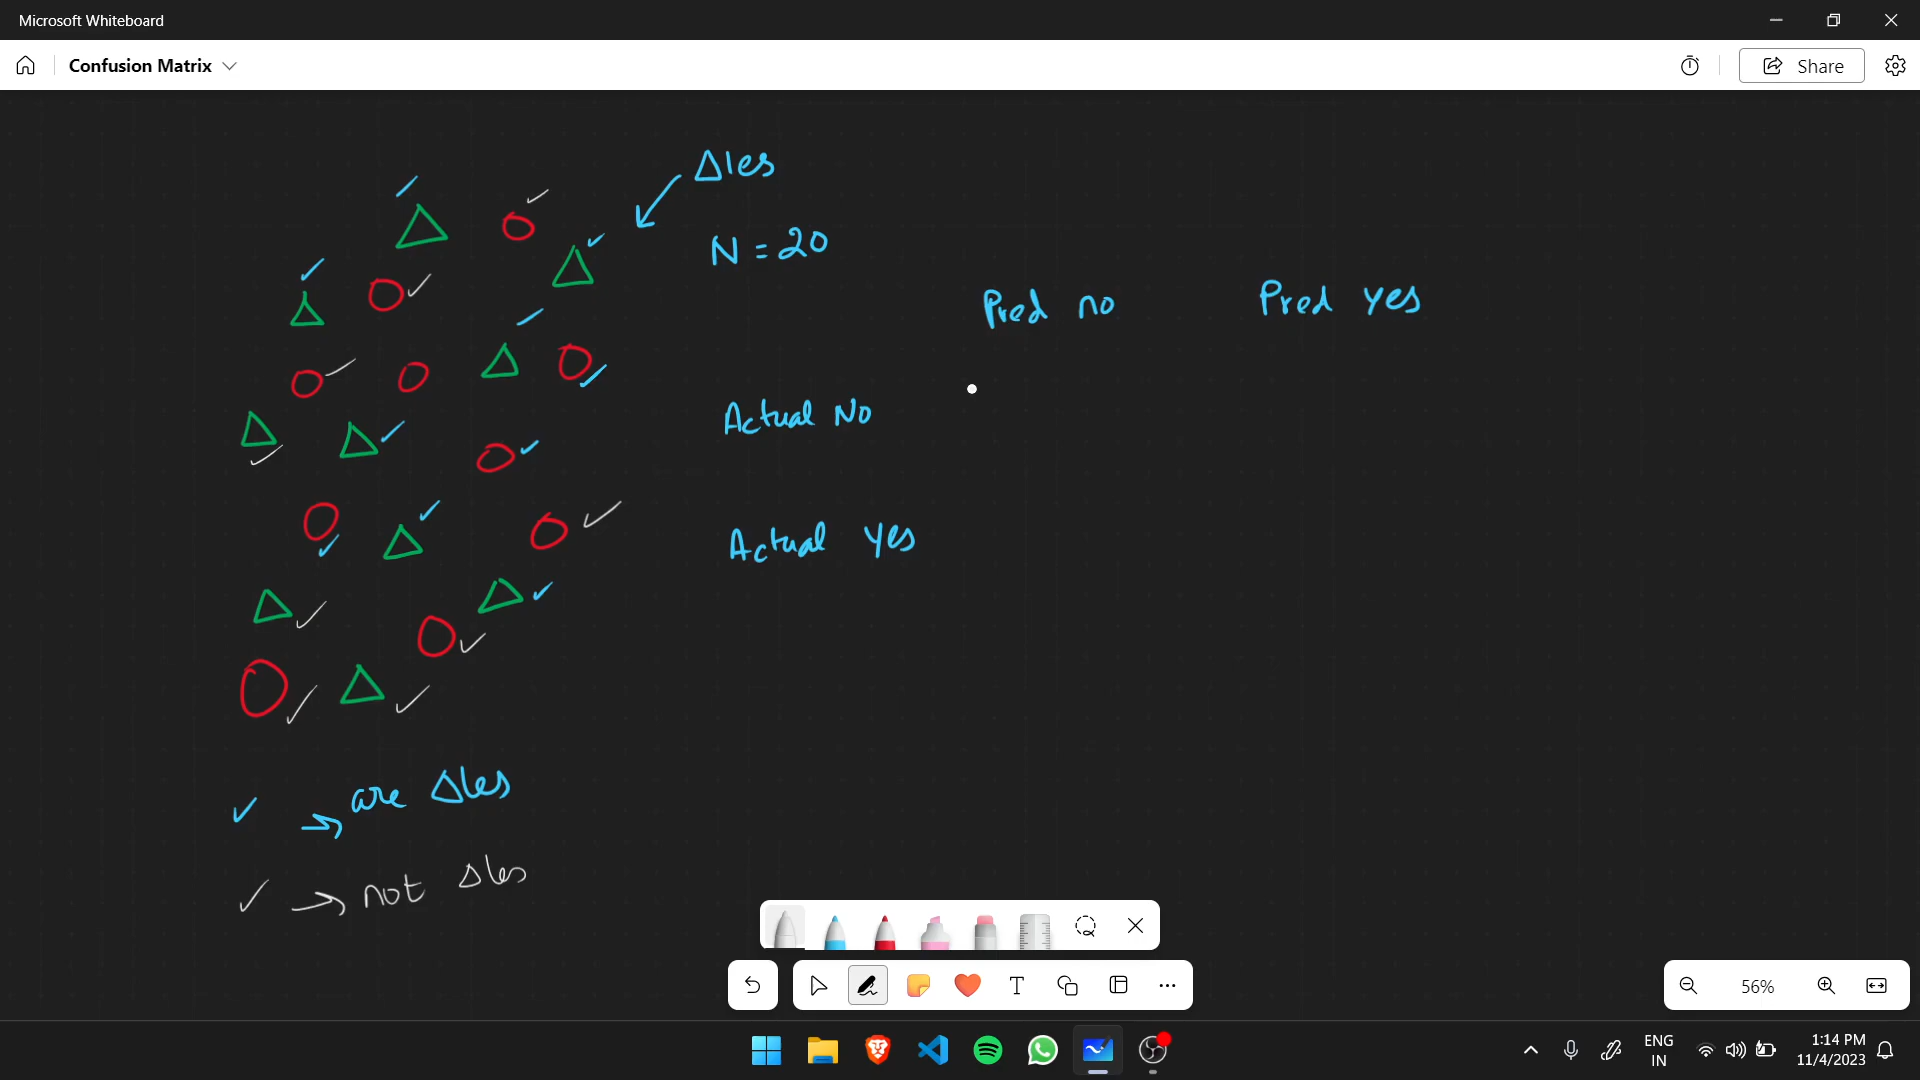 Microsoft Whiteboard
Confusion Matrix
Share
Δles
N = 20
Pred no
Pred yes
Actual No
Actual Yes
✓ → are Δles
✓ → not Δles
56%
ENG
IN
1:14 PM
11/4/2023